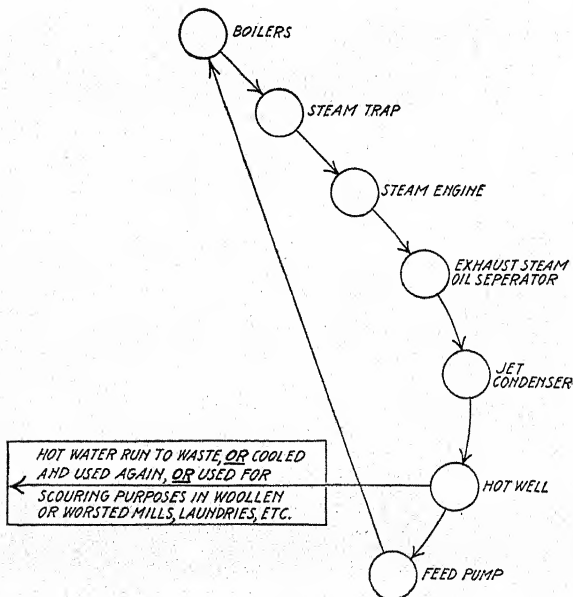 BOILERS
STEAM TRAP
STEAM ENGINE
EXHAUST STEAM
OIL SEPERATOR
JET
CONDENSER
HOT WELL
HOT WATER RUN TO WASTE, OR COOLED
AND USED AGAIN, OR USED FOR
SCOURING PURPOSES IN WOOLLEN
OR WORSTED MILLS, LAUNDRIES, ETC.
FEED PUMP